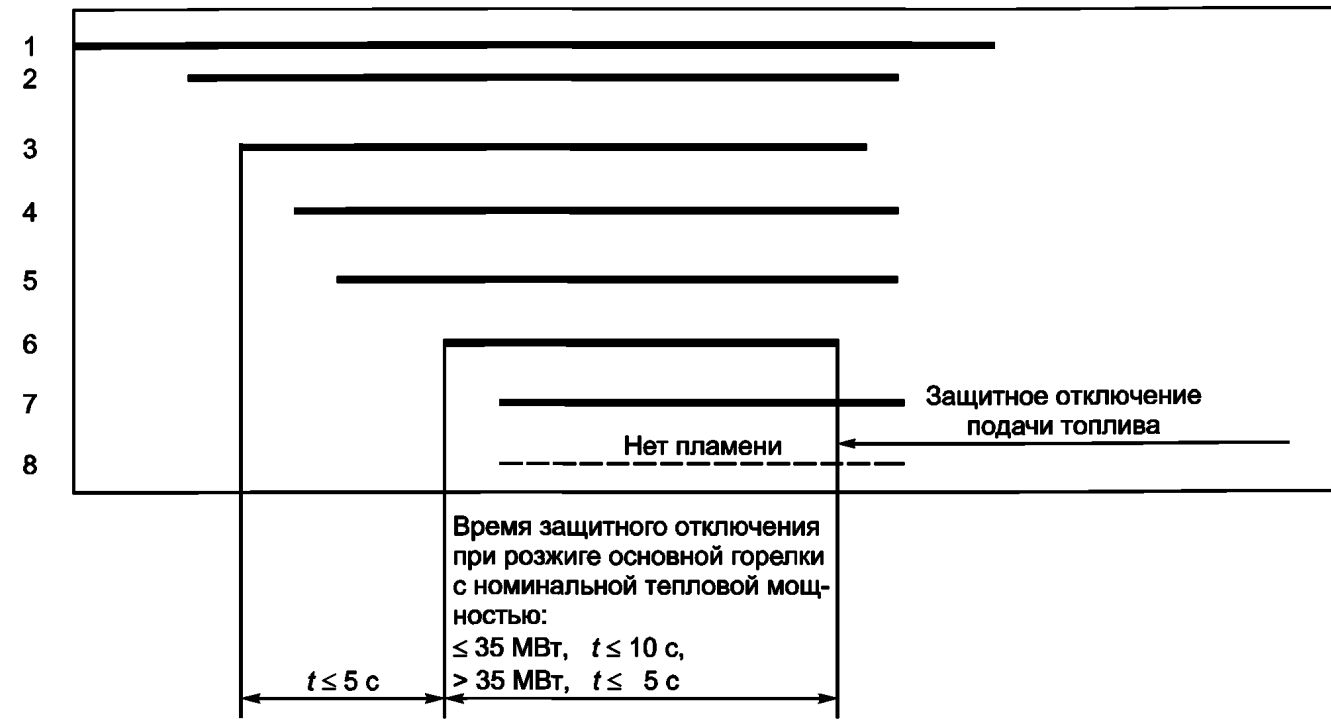 1
2
3
4
5
6
7
8
Нет пламени
Защитное отключение
подачи топлива
Время защитного отключения
при розжиге основной горелки
с номинальной тепловой мощ-
ностью:
≤ 35 МВт, t ≤ 10 с,
> 35 МВт, t ≤ 5 с
t ≤ 5 с